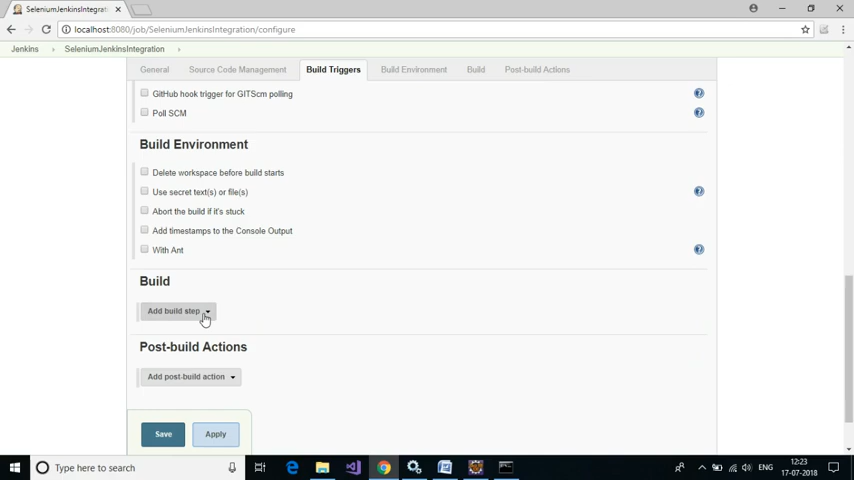 SeleniumJenkinsIntegrati
localhost:8080/job/SeleniumJenkinsIntegration/configure
Jenkins
SeleniumJenkinsIntegration
General
Source Code Management
Build Triggers
Build Environment
Build
Post-build Actions
GitHub hook trigger for GITScm polling
Poll SCM
Build Environment
Delete workspace before build starts
Use secret text(s) or file(s)
Abort the build if it's stuck
Add timestamps to the Console Output
With Ant
Build
Add build step
Post-build Actions
Add post-build action
Save
Apply
Type here to search
ENG
12:23
17-07-2018